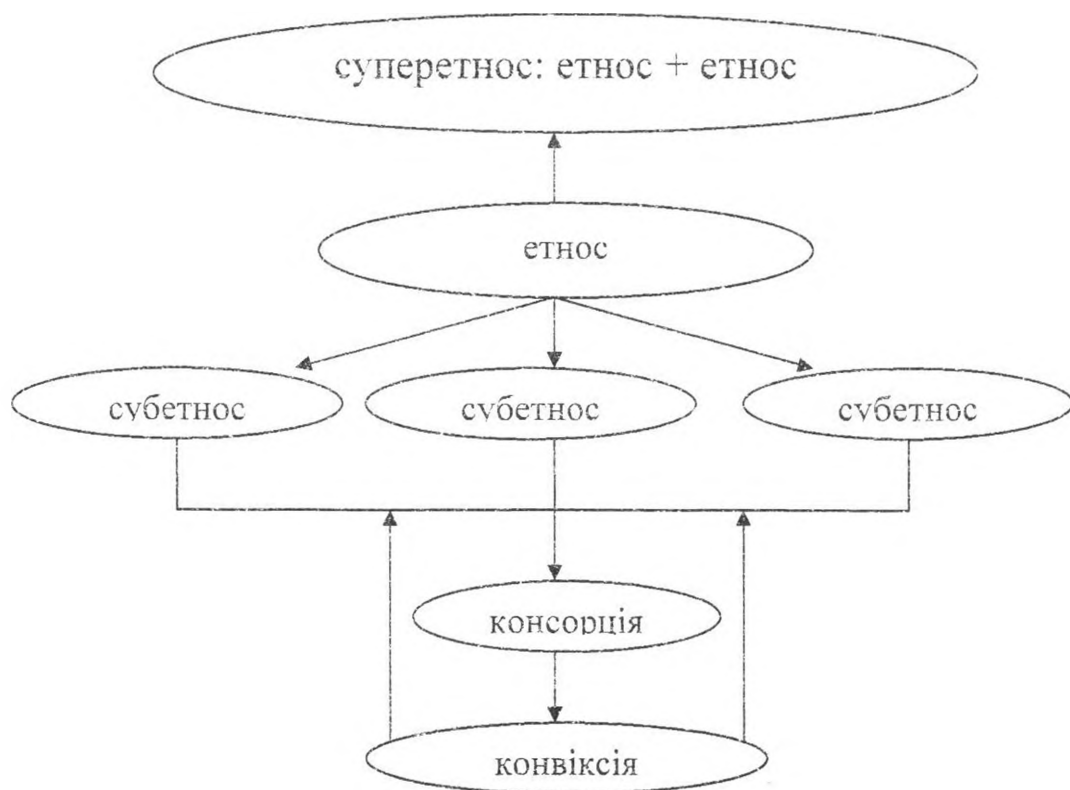 суперетнос: етнос + етнос
етнос
субетнос
субетнос
субетнос
консорція
конвіксія